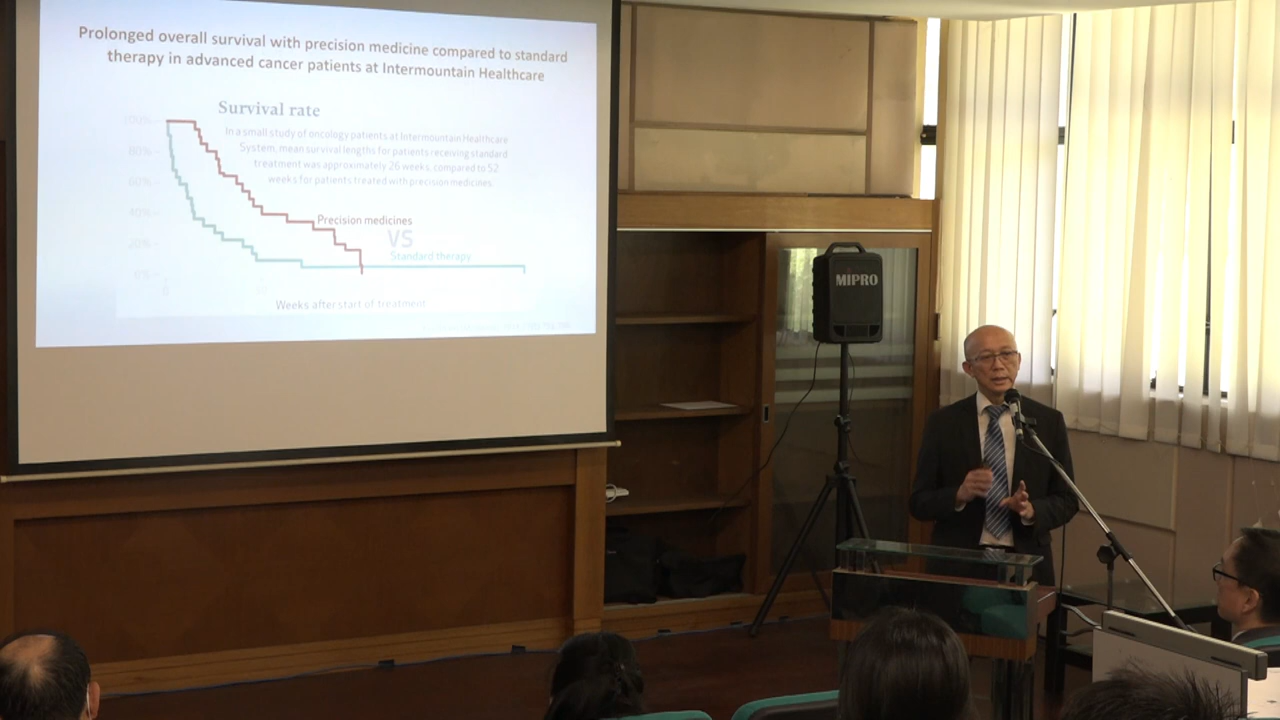 Prolonged overall survival with precision medicine compared to standard
therapy in advanced cancer patients at Intermountain Healthcare
Survival rate
In a small study of oncology patients at Intermountain Healthcare
System, mean survival lengths for patients receiving standard
treatment was approximately 26 weeks, compared to 52
weeks for patients treated with precision medicines.
100%
80%
60%
40%
20%
0%
Precision medicines
VS
Standard therapy
Weeks after start of treatment
MIPRO